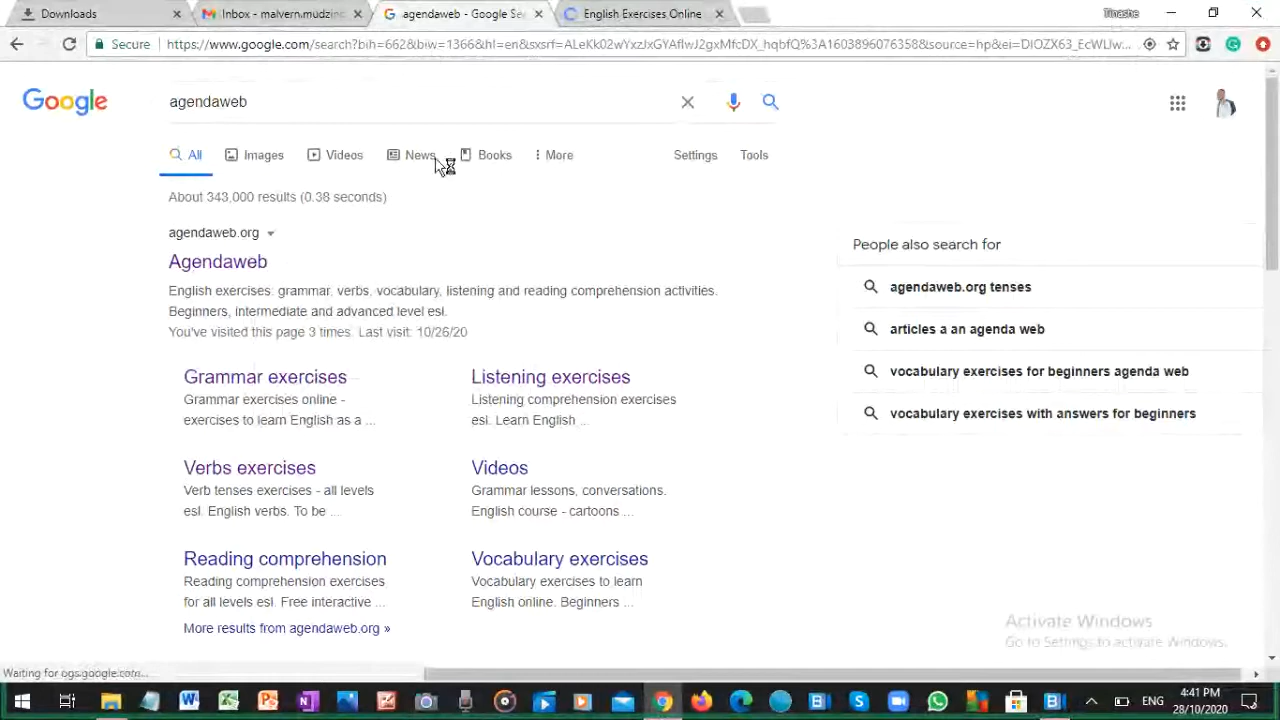 Downloads
Inbox - malvern.mudzin
agendaweb - Google Se
English Exercises Online
Tinashe
Secure
https://www.google.com/search?bih=662&biw=1366&hl=en&sxsrf=
Google
agendaweb
All
Images
Videos
News
Books
More
Settings
Tools
About 343,000 results (0.38 seconds)
agendaweb.org
Agendaweb
English exercises: grammar, verbs, vocabulary, listening and reading comprehension activities.
Beginners, intermediate and advanced level esl.
You've visited this page 3 times. Last visit: 10/26/20
Grammar exercises
Grammar exercises online -
exercises to learn English as a ...
Listening exercises
Listening comprehension exercises
esl. Learn English ...
Verbs exercises
Verb tenses exercises - all levels
esl. English verbs. To be ...
Videos
Grammar lessons, conversations.
English course - cartoons ...
Reading comprehension
Reading comprehension exercises
for all levels esl. Free interactive ...
Vocabulary exercises
Vocabulary exercises to learn
English online. Beginners ...
More results from agendaweb.org »
People also search for
agendaweb.org tenses
articles a an agenda web
vocabulary exercises for beginners agenda web
vocabulary exercises with answers for beginners
Activate Windows
Go to Settings to activate Windows.
Waiting for ogs.google.com...
ENG
4:41 PM
28/10/2020